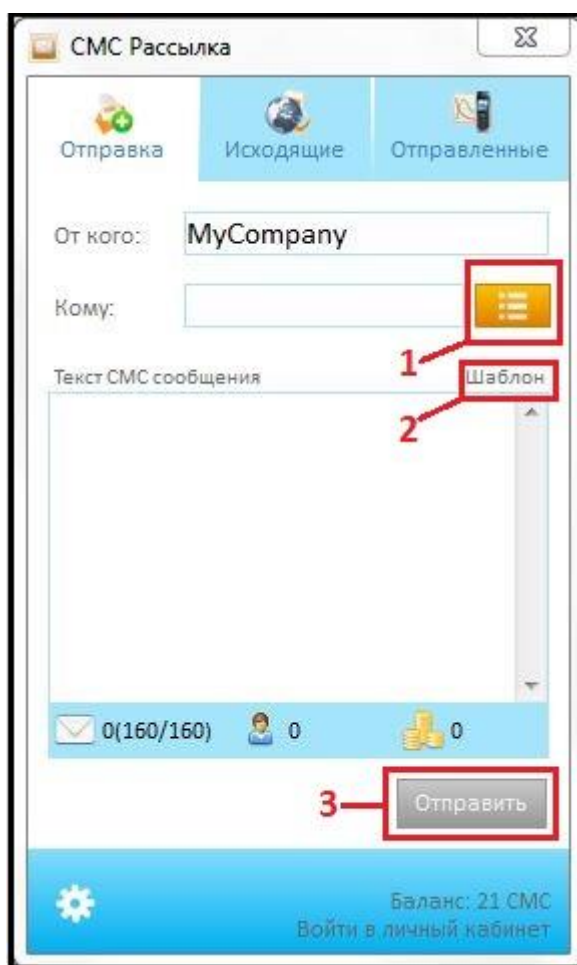 СМС Рассылка
Отправка Исходящие Отправленные
От кого: MyCompany
Кому:
1
Текст СМС сообщения Шаблон
2
0(160/160) 0 0
3 Отправить
Баланс: 21 СМС
Войти в личный кабинет